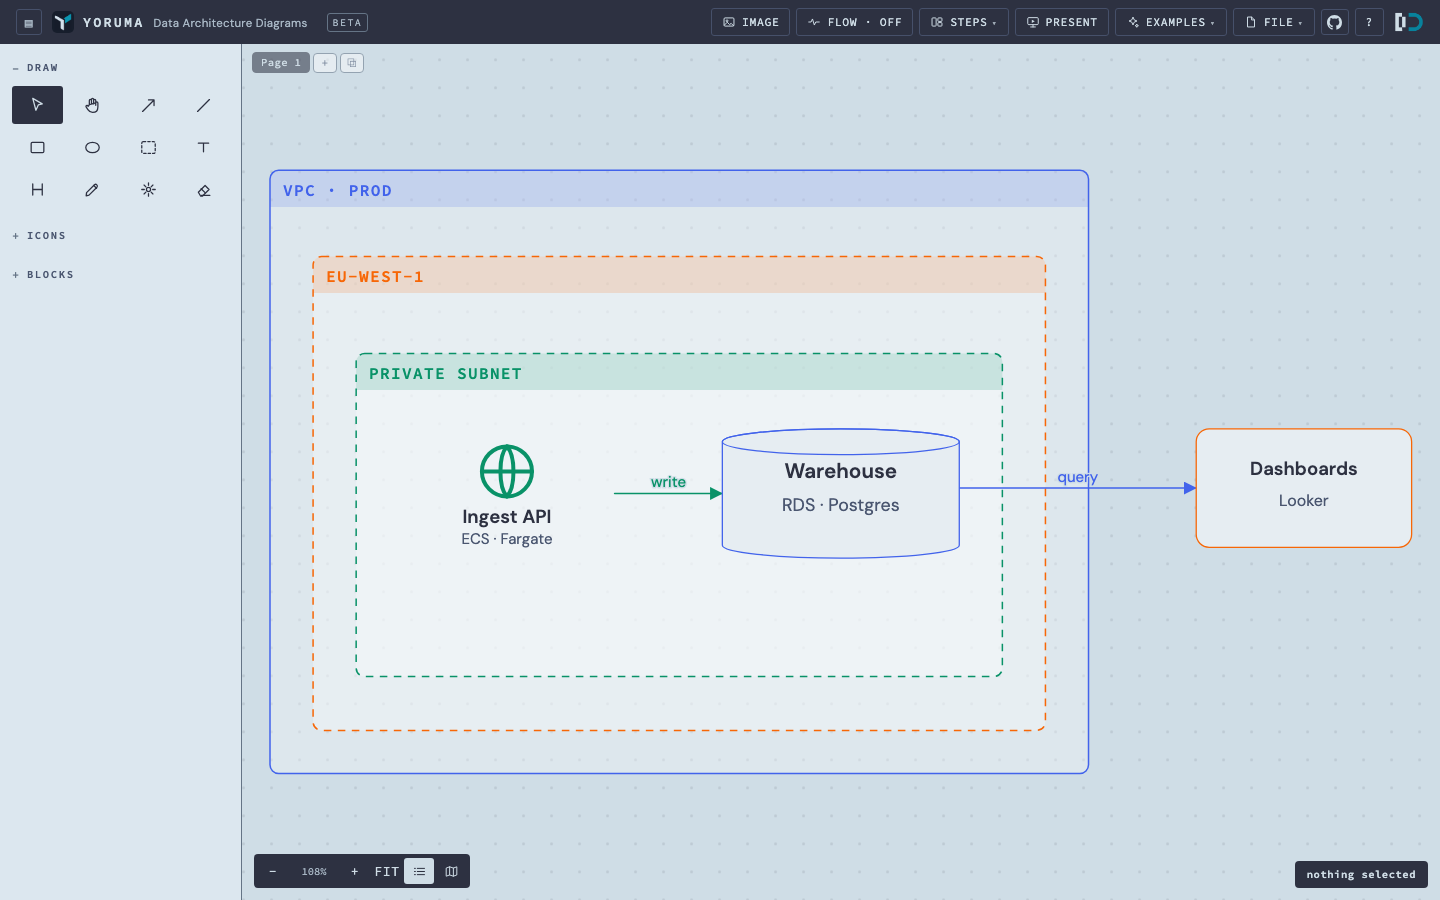 YORUMA Data Architecture Diagrams BETA
IMAGE
FLOW · OFF
STEPS
PRESENT
EXAMPLES
FILE
?
− DRAW
+ ICONS
+ BLOCKS
Page 1
+
VPC · PROD
EU-WEST-1
PRIVATE SUBNET
Ingest API
ECS · Fargate
write
Warehouse
RDS · Postgres
query
Dashboards
Looker
− 108% + FIT
nothing selected